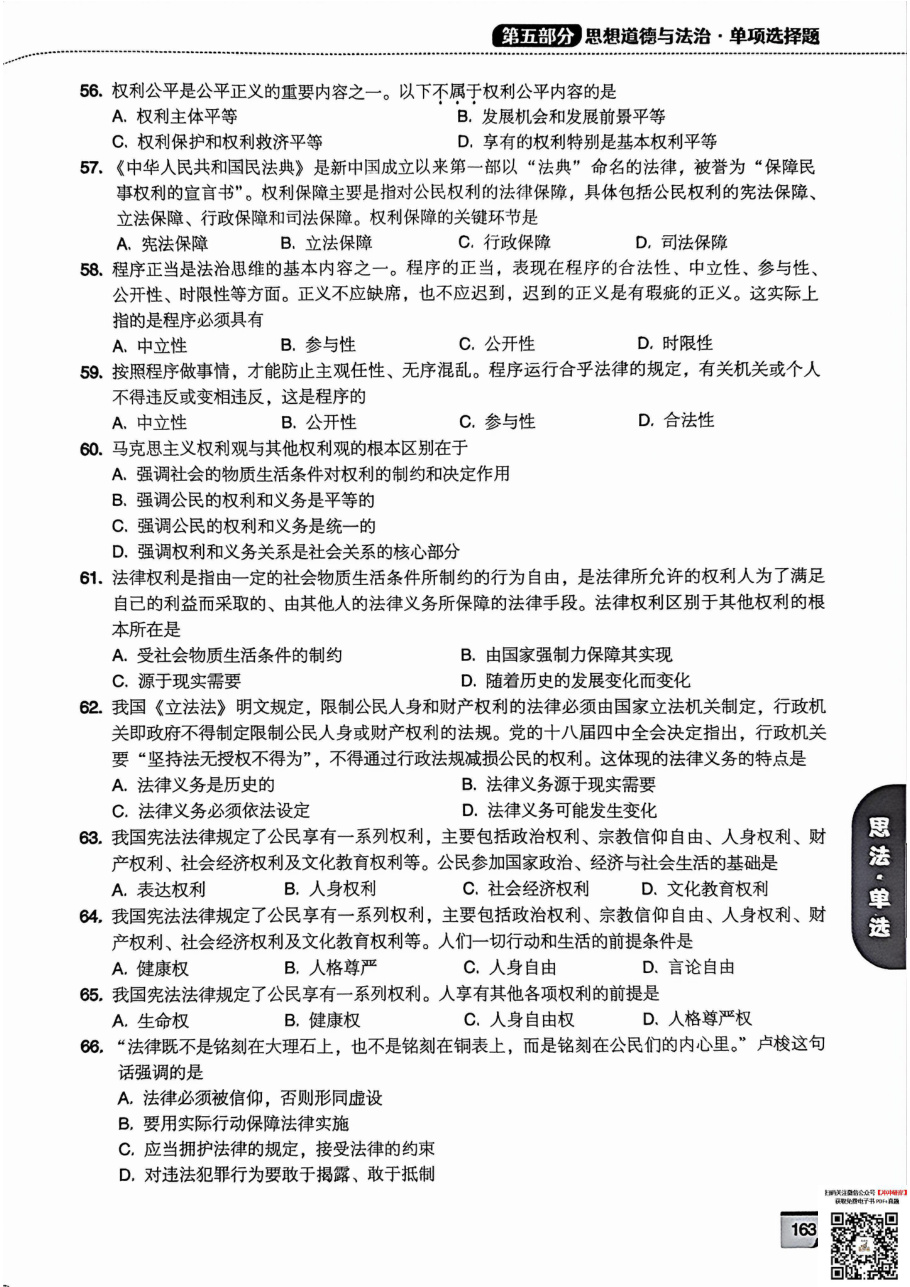 第五部分 思想道德与法治·单项选择题
56. 权利公平是公平正义的重要内容之一。以下不属于权利公平内容的是
A. 权利主体平等 B. 发展机会和发展前景平等
C. 权利保护和权利救济平等 D. 享有的权利特别是基本权利平等
57. 《中华人民共和国民法典》是新中国成立以来第一部以“法典”命名的法律，被誉为“保障民
事权利的宣言书”。权利保障主要是指对公民权利的法律保障，具体包括公民权利的宪法保障、
立法保障、行政保障和司法保障。权利保障的关键环节是
A. 宪法保障 B. 立法保障 C. 行政保障 D. 司法保障
58. 程序正当是法治思维的基本内容之一。程序的正当，表现在程序的合法性、中立性、参与性、
公开性、时限性等方面。正义不应缺席，也不应迟到，迟到的正义是有瑕疵的正义。这实际上
指的是程序必须具有
A. 中立性 B. 参与性 C. 公开性 D. 时限性
59. 按照程序做事情，才能防止主观任性、无序混乱。程序运行合乎法律的规定，有关机关或个人
不得违反或变相违反，这是程序的
A. 中立性 B. 公开性 C. 参与性 D. 合法性
60. 马克思主义权利观与其他权利观的根本区别在于
A. 强调社会的物质生活条件对权利的制约和决定作用
B. 强调公民的权利和义务是平等的
C. 强调公民的权利和义务是统一的
D. 强调权利和义务关系是社会关系的核心部分
61. 法律权利是指由一定的社会物质生活条件所制约的行为自由，是法律所允许的权利人为了满足
自己的利益而采取的、由其他人的法律义务所保障的法律手段。法律权利区别于其他权利的根
本所在是
A. 受社会物质生活条件的制约 B. 由国家强制力保障其实现
C. 源于现实需要 D. 随着历史的发展变化而变化
62. 我国《立法法》明文规定，限制公民人身和财产权利的法律必须由国家立法机关制定，行政机
关即政府不得制定限制公民人身或财产权利的法规。党的十八届四中全会决定指出，行政机关
要“坚持法无授权不得为”，不得通过行政法规减损公民的权利。这体现的法律义务的特点是
A. 法律义务是历史的 B. 法律义务源于现实需要
C. 法律义务必须依法设定 D. 法律义务可能发生变化
63. 我国宪法法律规定了公民享有一系列权利，主要包括政治权利、宗教信仰自由、人身权利、财
产权利、社会经济权利及文化教育权利等。公民参加国家政治、经济与社会生活的基础是
A. 表达权利 B. 人身权利 C. 社会经济权利 D. 文化教育权利
64. 我国宪法法律规定了公民享有一系列权利，主要包括政治权利、宗教信仰自由、人身权利、财
产权利、社会经济权利及文化教育权利等。人们一切行动和生活的前提条件是
A. 健康权 B. 人格尊严 C. 人身自由 D. 言论自由
65. 我国宪法法律规定了公民享有一系列权利。人享有其他各项权利的前提是
A. 生命权 B. 健康权 C. 人身自由权 D. 人格尊严权
66. “法律既不是铭刻在大理石上，也不是铭刻在铜表上，而是铭刻在公民们的内心里。”卢梭这句
话强调的是
A. 法律必须被信仰，否则形同虚设
B. 要用实际行动保障法律实施
C. 应当拥护法律的规定，接受法律的约束
D. 对违法犯罪行为要敢于揭露、敢于抵制
思法·单选
扫码关注微信公众号
获取免费电子书PDF+真题
163